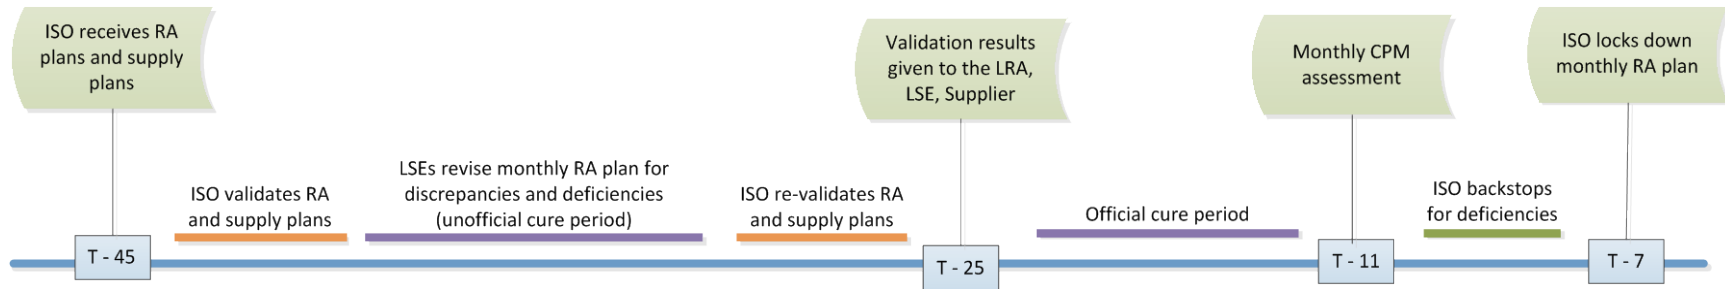 ISO receives RA
plans and supply
plans
Validation results
given to the LRA,
LSE, Supplier
Monthly CPM
assessment
ISO locks down
monthly RA plan
ISO validates RA
and supply plans
LSEs revise monthly RA plan for
discrepancies and deficiencies
(unofficial cure period)
ISO re-validates RA
and supply plans
Official cure period
ISO backstops
for deficiencies
T - 45
T - 25
T - 11
T - 7